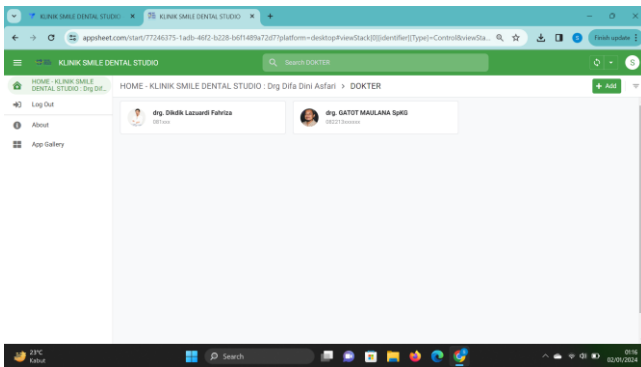 KLINIK SMILE DENTAL STUDIO
KLINIK SMILE DENTAL STUDIO
appsheet.com/start/77246375-1adb-46f2-b228-b6f1489a72d7?platform=desktop#viewStack[0][identifier][Type]=Control&viewSta...
S
Finish update
KLINIK SMILE DENTAL STUDIO
Search DOKTER
S
HOME - KLINIK SMILE
DENTAL STUDIO : Drg Dif...
HOME - KLINIK SMILE DENTAL STUDIO : Drg Difa Dini Asfari > DOKTER
+ Add
Log Out
About
App Gallery
drg. Dikdik Lazuardi Fahriza
081xxx
drg. GATOT MAULANA SpKG
082213xxxxxx
23°C
Kabut
Search
01:16
02/01/2024